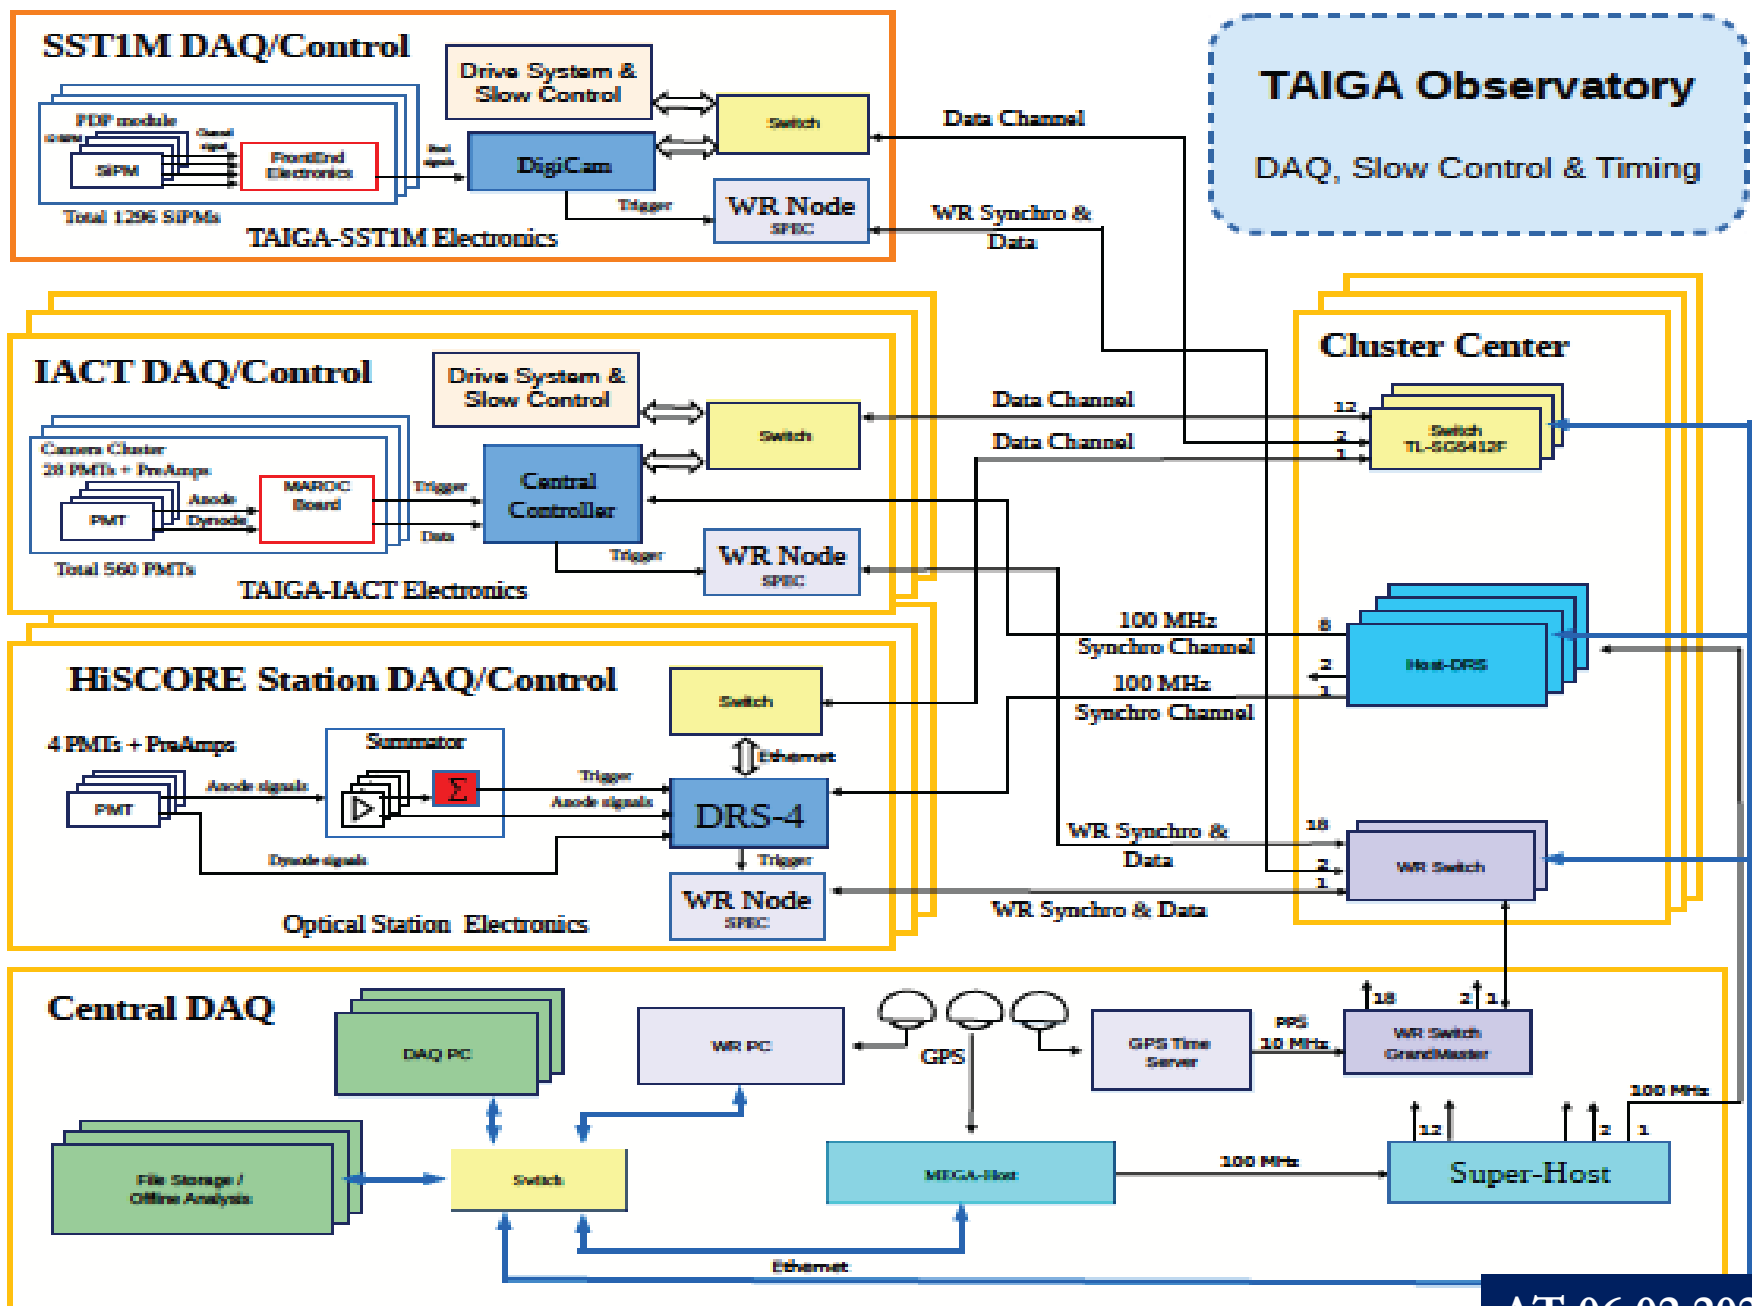 SST1M DAQ/Control
Drive System &
Slow Control
Switch
PDP module
SiPM
FrontEnd
Electronics
DigiCam
Trigger
WR Node
SPEC
Total 1296 SiPMs
TAIGA-SST1M Electronics
Data Channel
WR Synchro &
Data
TAIGA Observatory
DAQ, Slow Control & Timing
IACT DAQ/Control
Drive System &
Slow Control
Switch
Camera Cluster
28 PMTs + PreAmps
PMT
Anode
Dynode
MAROC
Board
Trigger
Data
Central
Controller
Trigger
WR Node
SPEC
Total 560 PMTs
TAIGA-IACT Electronics
Data Channel
Data Channel
100 MHz
Synchro Channel
100 MHz
Synchro Channel
WR Synchro &
Data
WR Synchro & Data
Cluster Center
12
2
1
Switch
8
2
1
Host-DRS
18
2
1
WR Switch
HiSCORE Station DAQ/Control
Switch
Ethernet
4 PMTs + PreAmps
PMT
Anode signals
Summator
Σ
Trigger
Anode signals
Dynode signals
DRS-4
Trigger
WR Node
SPEC
Optical Station Electronics
Central DAQ
DAQ PC
WR PC
GPS
GPS Time
Server
PPS
10 MHz
18
2
1
WR Switch
GrandMaster
File Storage /
Offline Analysis
Switch
MEGA-Host
100 MHz
12
2
1
100 MHz
Super-Host
Ethernet